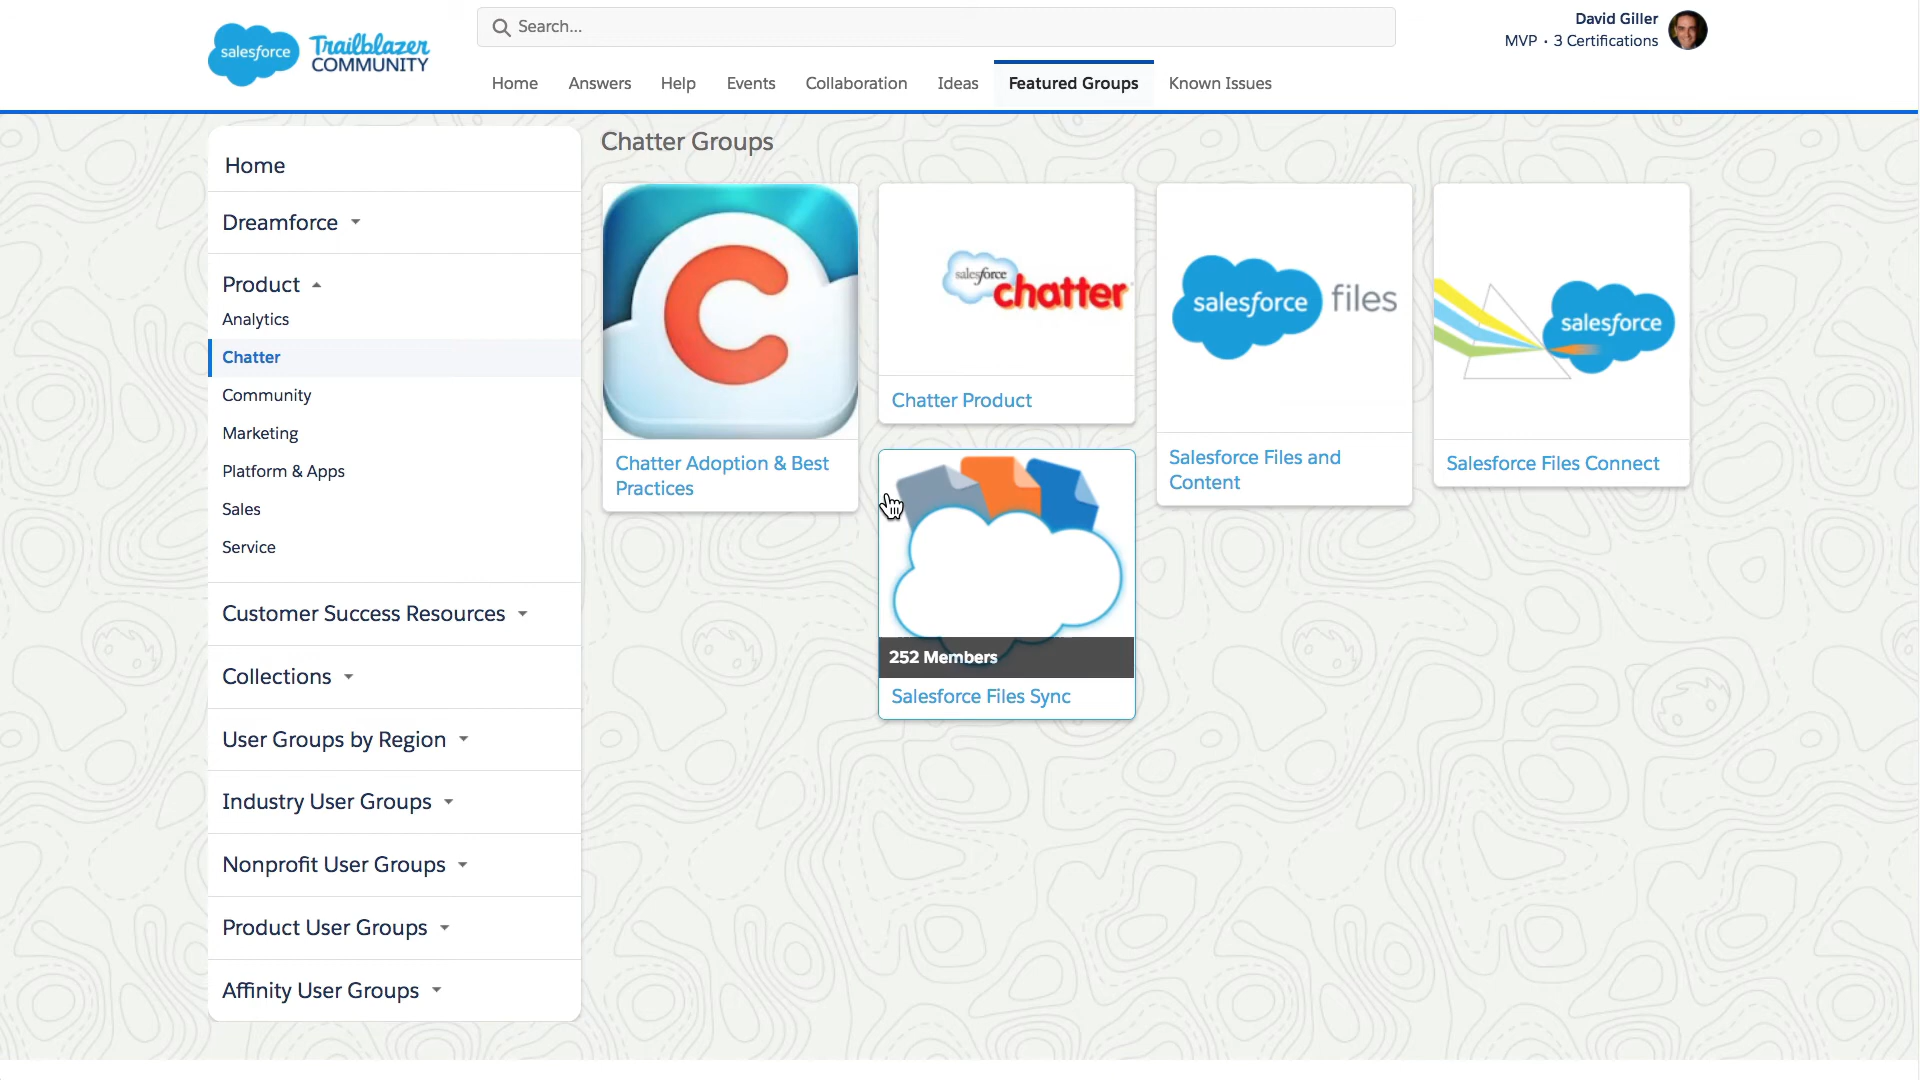 salesforce
Trailblazer
COMMUNITY
Search...
David Giller
MVP · 3 Certifications
Home
Answers
Help
Events
Collaboration
Ideas
Featured Groups
Known Issues
Home
Dreamforce
Product
Analytics
Chatter
Community
Marketing
Platform & Apps
Sales
Service
Customer Success Resources
Collections
User Groups by Region
Industry User Groups
Nonprofit User Groups
Product User Groups
Affinity User Groups
Chatter Groups
C
Chatter Adoption & Best
Practices
salesforce
chatter
Chatter Product
salesforce files
Salesforce Files and
Content
salesforce
Salesforce Files Connect
252 Members
Salesforce Files Sync